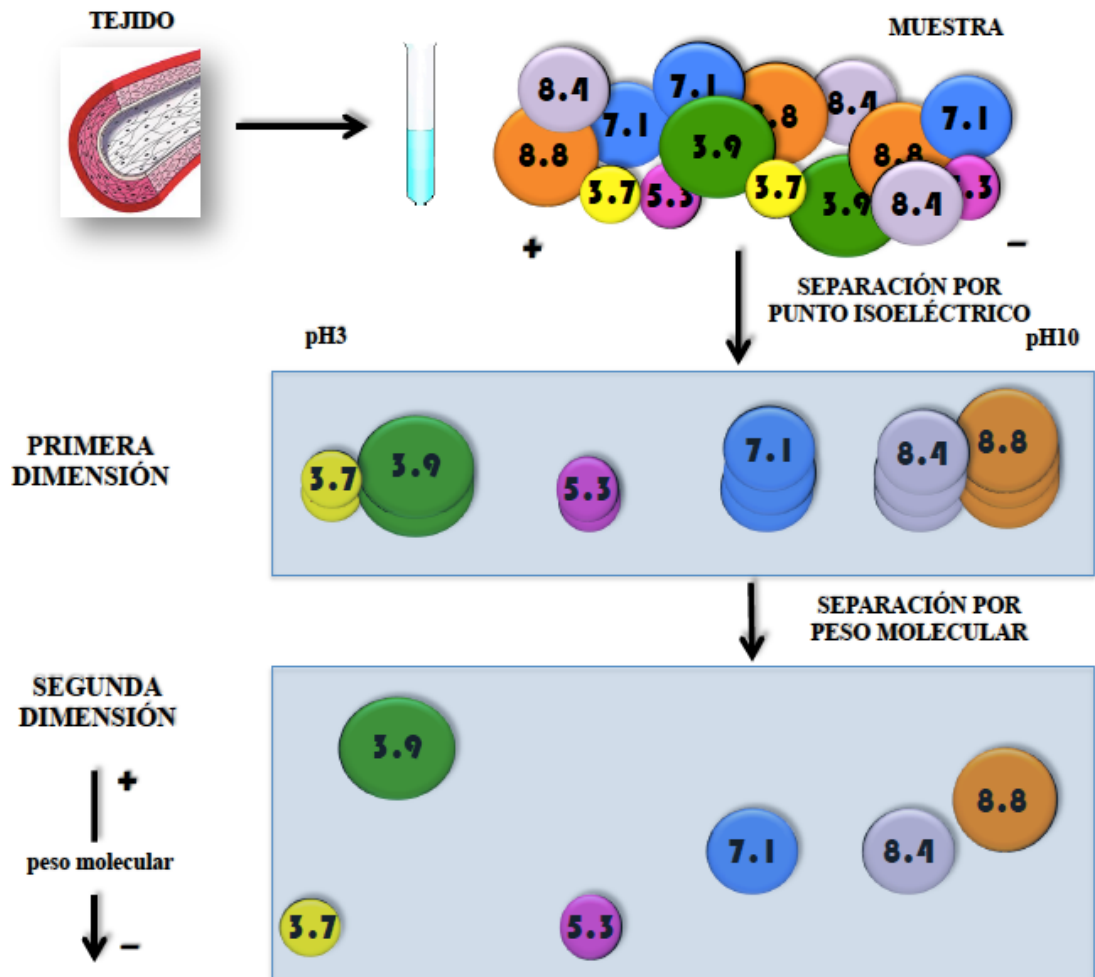 TEJIDO
MUESTRA
8.4
7.1
8.8
8.4
7.1
7.1
8.8
3.9
8.8
3.7
5.3
3.7
3.9
8.4
.3
+
–
SEPARACIÓN POR
PUNTO ISOELÉCTRICO
pH3
pH10
PRIMERA
DIMENSIÓN
3.7
3.9
5.3
7.1
8.4
8.8
SEPARACIÓN POR
PESO MOLECULAR
SEGUNDA
DIMENSIÓN
+
peso molecular
–
3.9
8.8
7.1
8.4
3.7
5.3